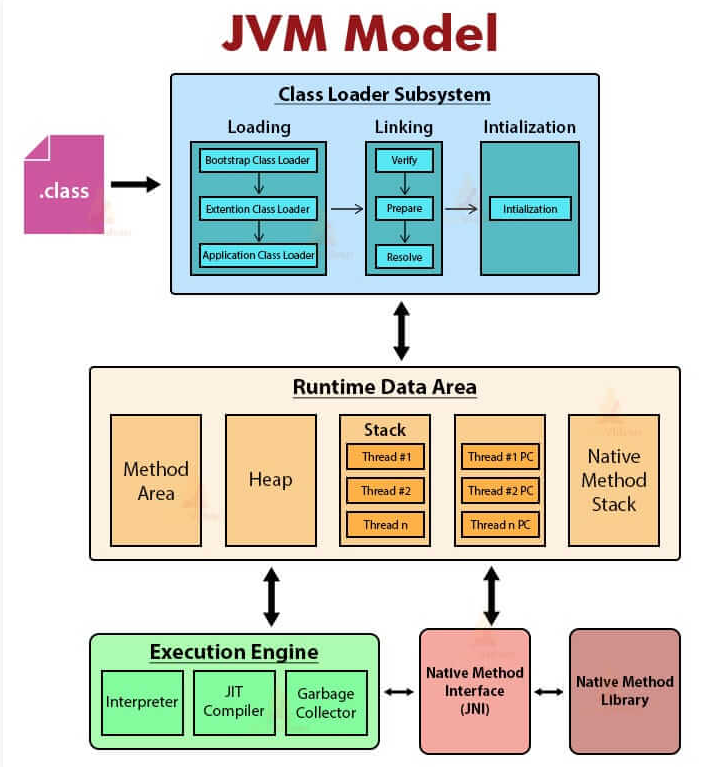 JVM Model
Class Loader Subsystem
Loading
Linking
Intialization
.class
Bootstrap Class Loader
Extention Class Loader
Application Class Loader
Verify
Prepare
Resolve
Intialization
Runtime Data Area
Method
Area
Heap
Stack
Thread #1
Thread #2
Thread n
Thread #1 PC
Thread #2 PC
Thread n PC
Native
Method
Stack
Execution Engine
Interpreter
JIT
Compiler
Garbage
Collector
Native Method
Interface
(JNI)
Native Method
Library